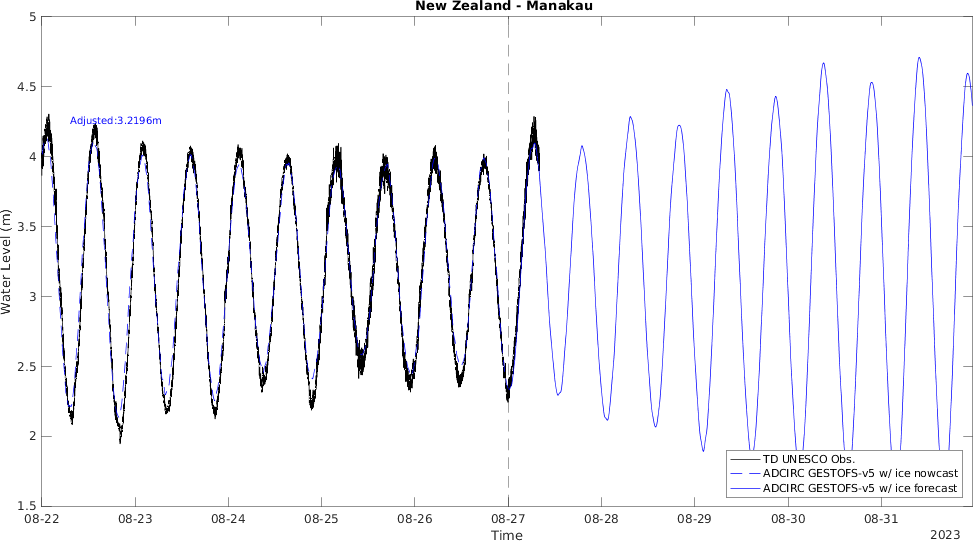 New Zealand - Manakau
5
4.5
4
3.5
3
2.5
2
1.5
Water Level (m)
Adjusted:3.2196m
TD UNESCO Obs.
ADCIRC GESTOFS-v5 w/ ice nowcast
ADCIRC GESTOFS-v5 w/ ice forecast
08-22 08-23 08-24 08-25 08-26 08-27 08-28 08-29 08-30 08-31
Time
2023